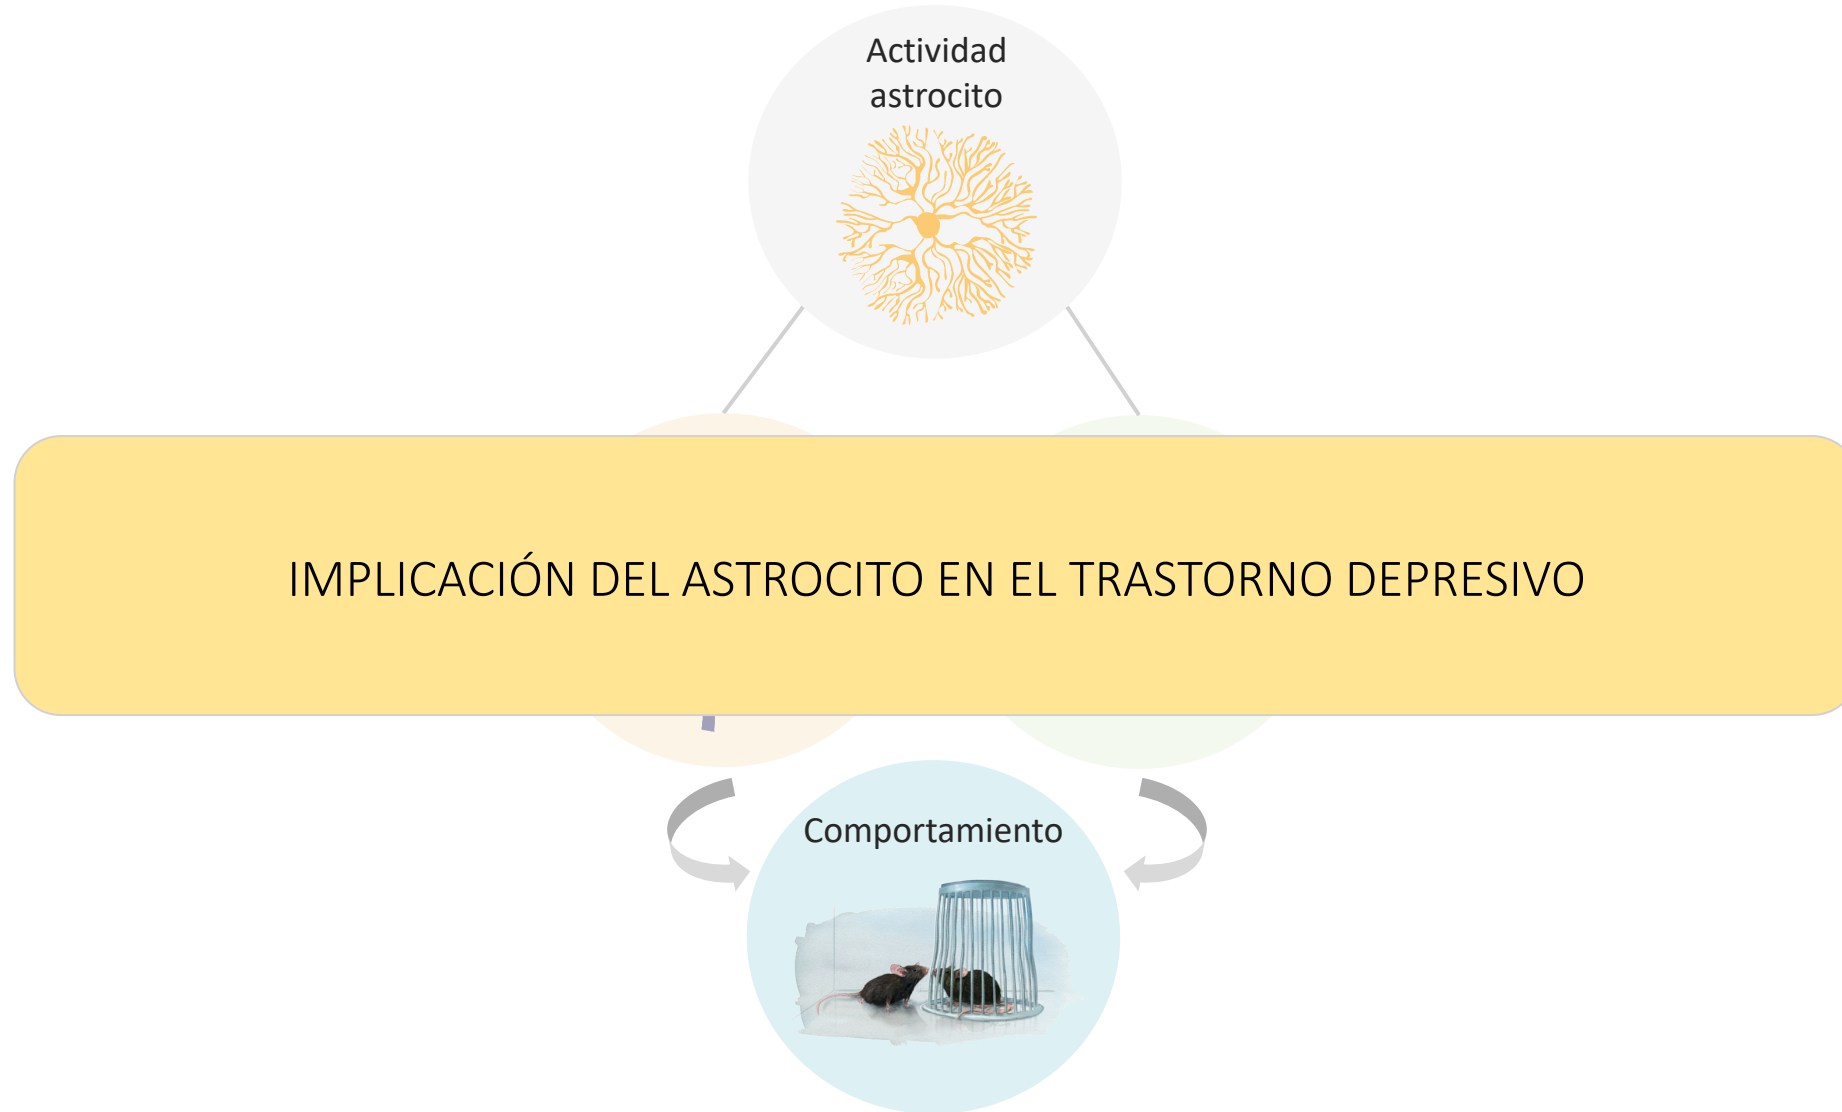 Actividad
astrocito
IMPLICACIÓN DEL ASTROCITO EN EL TRASTORNO DEPRESIVO
Comportamiento